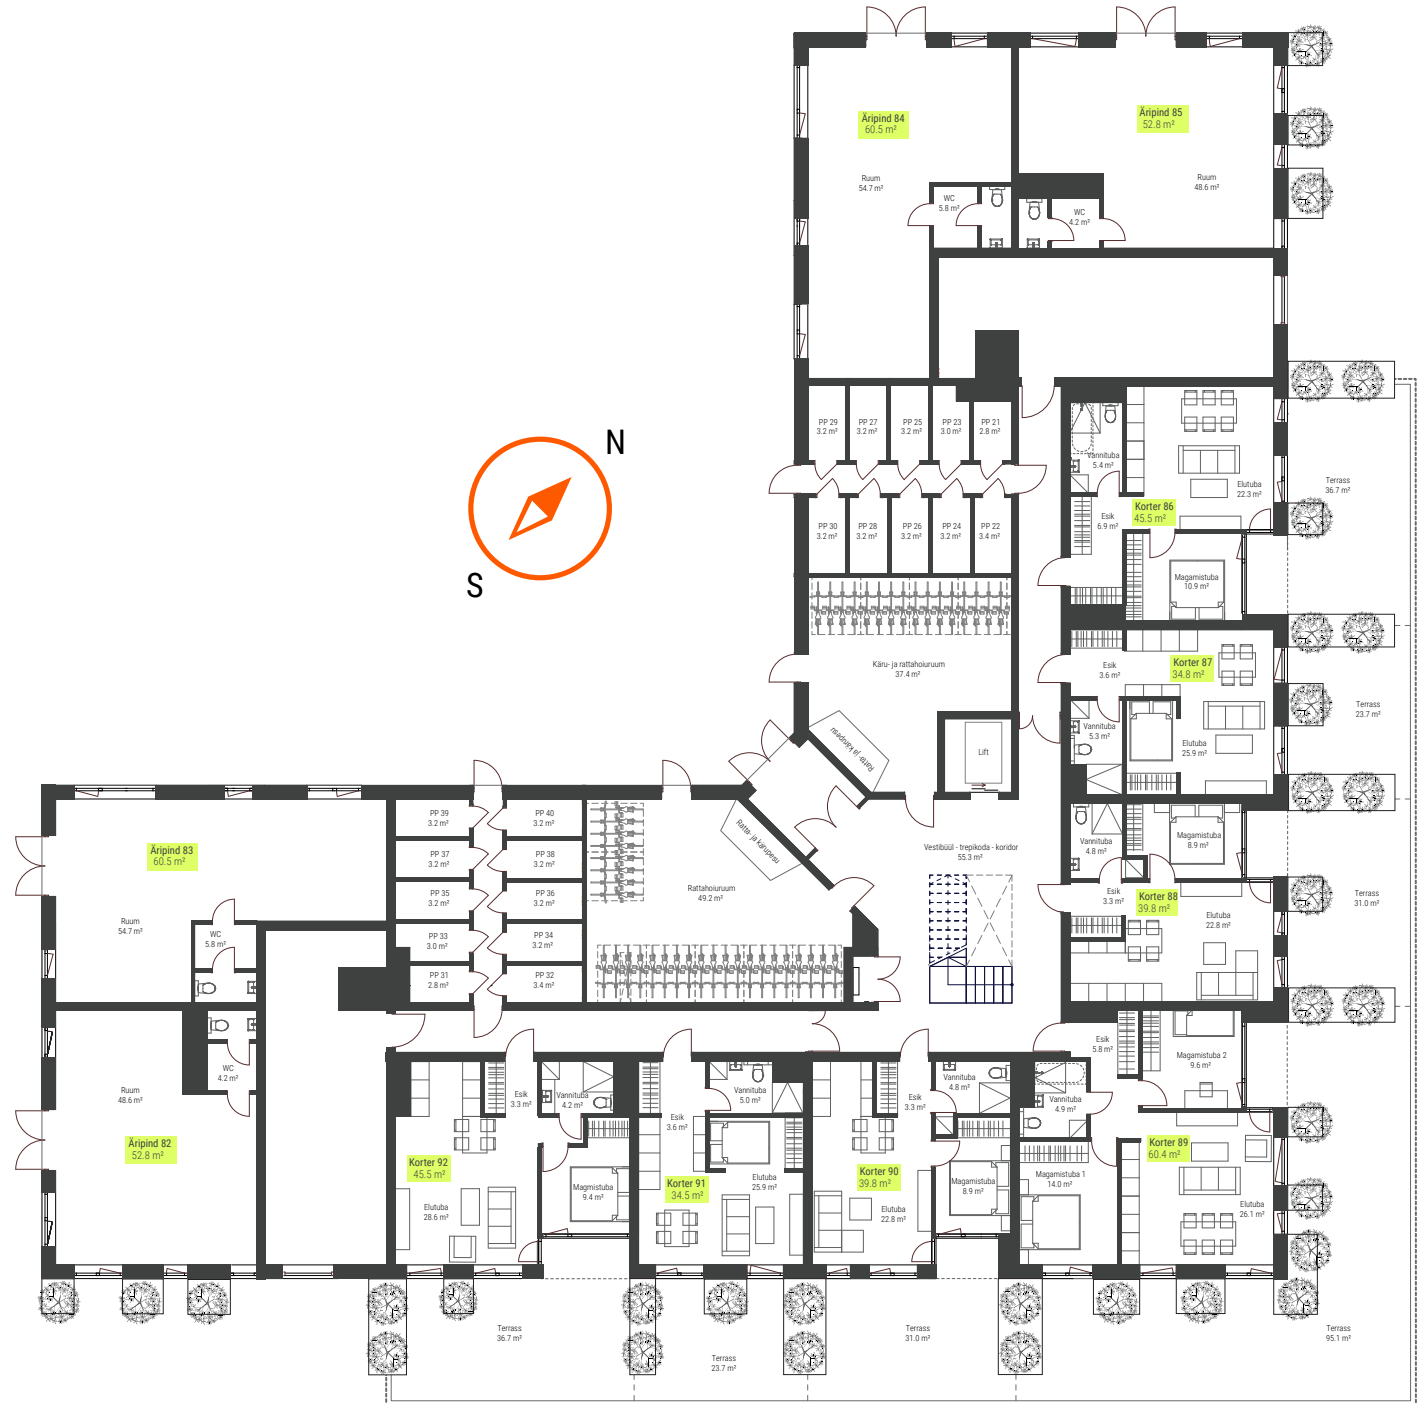 Äripind 84
60.5 m²
Ruum
54.7 m²
WC
5.8 m²
Äripind 85
52.8 m²
Ruum
48.6 m²
WC
4.2 m²
N
S
PP 29
3.2 m²
PP 27
3.2 m²
PP 25
3.2 m²
PP 23
3.0 m²
PP 21
2.8 m²
PP 30
3.2 m²
PP 28
3.2 m²
PP 26
3.2 m²
PP 24
3.2 m²
PP 22
3.4 m²
Käru- ja rattahoiuruum
37.4 m²
Ratta- ja kärupesu
Lift
Vannituba
5.4 m²
Esik
6.9 m²
Korter 86
45.5 m²
Elutuba
22.3 m²
Magamistuba
10.9 m²
Terrass
36.7 m²
Esik
3.6 m²
Korter 87
34.8 m²
Vannituba
5.3 m²
Elutuba
25.9 m²
Terrass
23.7 m²
Vannituba
4.8 m²
Magamistuba
8.9 m²
Esik
3.3 m²
Korter 88
39.8 m²
Elutuba
22.8 m²
Terrass
31.0 m²
Vestibüül - trepikoda - koridor
55.3 m²
Ratta- ja kärupesu
Rattahoiuruum
49.2 m²
PP 39
3.2 m²
PP 40
3.2 m²
PP 37
3.2 m²
PP 38
3.2 m²
PP 35
3.2 m²
PP 36
3.2 m²
PP 33
3.0 m²
PP 34
3.2 m²
PP 31
2.8 m²
PP 32
3.4 m²
Äripind 83
60.5 m²
Ruum
54.7 m²
WC
5.8 m²
WC
4.2 m²
Ruum
48.6 m²
Äripind 82
52.8 m²
Esik
3.3 m²
Vannituba
4.2 m²
Korter 92
45.5 m²
Elutuba
28.6 m²
Magmistuba
9.4 m²
Terrass
36.7 m²
Esik
3.6 m²
Vannituba
5.0 m²
Korter 91
34.5 m²
Elutuba
25.9 m²
Terrass
23.7 m²
Esik
3.3 m²
Vannituba
4.8 m²
Korter 90
39.8 m²
Elutuba
22.8 m²
Magamistuba
8.9 m²
Terrass
31.0 m²
Esik
5.8 m²
Vannituba
4.9 m²
Magamistuba 2
9.6 m²
Magamistuba 1
14.0 m²
Korter 89
60.4 m²
Elutuba
26.1 m²
Terrass
95.1 m²